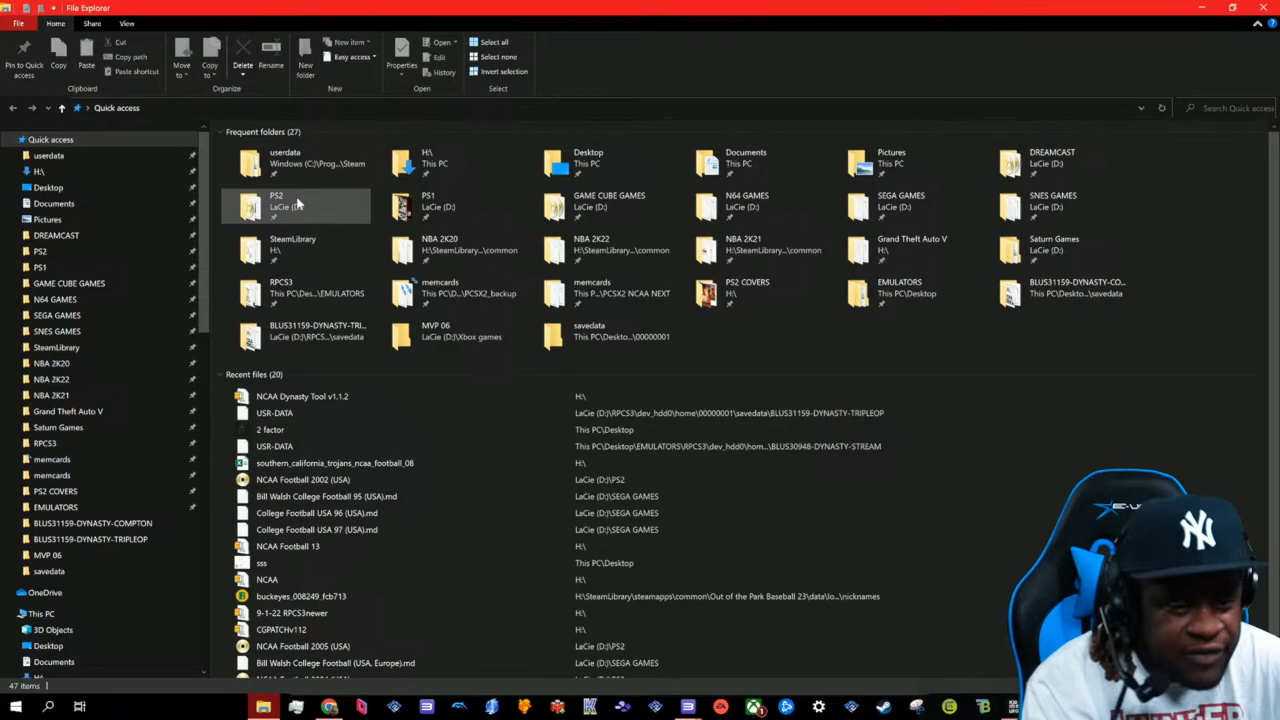 File Explorer
File Home Share View
Pin to Quick access
Copy
Paste
Cut
Copy path
Paste shortcut
Clipboard
Move to
Copy to
Delete
Rename
Organize
New folder
New item
Easy access
New
Properties
Open
Edit
History
Open
Select all
Select none
Invert selection
Select
Quick access
Search Quick access
Quick access
userdata
H:\
Desktop
Documents
Pictures
DREAMCAST
PS2
PS1
GAME CUBE GAMES
N64 GAMES
SEGA GAMES
SNES GAMES
SteamLibrary
NBA 2K20
NBA 2K22
NBA 2K21
Grand Theft Auto V
Saturn Games
RPCS3
memcards
memcards
PS2 COVERS
EMULATORS
BLUS31159-DYNASTY-COMPTON
BLUS31159-DYNASTY-TRIPLEOP
MVP 06
savedata
OneDrive
This PC
3D Objects
Desktop
Documents
47 items
Frequent folders (27)
userdata
Windows (C:)\Prog...\Steam
H:\
This PC
Desktop
This PC
Documents
This PC
Pictures
This PC
DREAMCAST
LaCie (D:)
PS2
LaCie (D:)
PS1
LaCie (D:)
GAME CUBE GAMES
LaCie (D:)
N64 GAMES
LaCie (D:)
SEGA GAMES
LaCie (D:)
SNES GAMES
LaCie (D:)
SteamLibrary
H:\
NBA 2K20
H:\SteamLibrary...\common
NBA 2K22
H:\SteamLibrary...\common
NBA 2K21
H:\SteamLibrary...\common
Grand Theft Auto V
H:\
Saturn Games
LaCie (D:)
RPCS3
This PC\Des...\EMULATORS
memcards
This PC\D...\PCSX2_backup
memcards
This P...\PCSX2 NCAA NEXT
PS2 COVERS
H:\
EMULATORS
This PC\Desktop
BLUS31159-DYNASTY-CO...
This PC\Deskto...\savedata
BLUS31159-DYNASTY-TRI...
LaCie (D:)\RPCS...\savedata
MVP 06
LaCie (D:)\Xbox games
savedata
This PC\Deskto...\00000001
Recent files (20)
NCAA Dynasty Tool v1.1.2 H:\
USR-DATA LaCie (D:)\RPCS3\dev_hdd0\home\00000001\savedata\BLUS31159-DYNASTY-TRIPLEOP
2 factor This PC\Desktop
USR-DATA This PC\Desktop\EMULATORS\RPCS3\dev_hdd0\hom...\BLUS30948-DYNASTY-STREAM
southern_california_trojans_ncaa_football_08 H:\
NCAA Football 2002 (USA) LaCie (D:)\PS2
Bill Walsh College Football 95 (USA).md LaCie (D:)\SEGA GAMES
College Football USA 96 (USA).md LaCie (D:)\SEGA GAMES
College Football USA 97 (USA).md LaCie (D:)\SEGA GAMES
NCAA Football 13 H:\
sss This PC\Desktop
NCAA H:\
buckeyes_008249_fcb713 H:\SteamLibrary\steamapps\common\Out of the Park Baseball 23\data\lo...\nicknames
9-1-22 RPCS3newer H:\
CGPATCHv112 H:\
NCAA Football 2005 (USA) LaCie (D:)\PS2
Bill Walsh College Football (USA, Europe).md LaCie (D:)\SEGA GAMES
NY